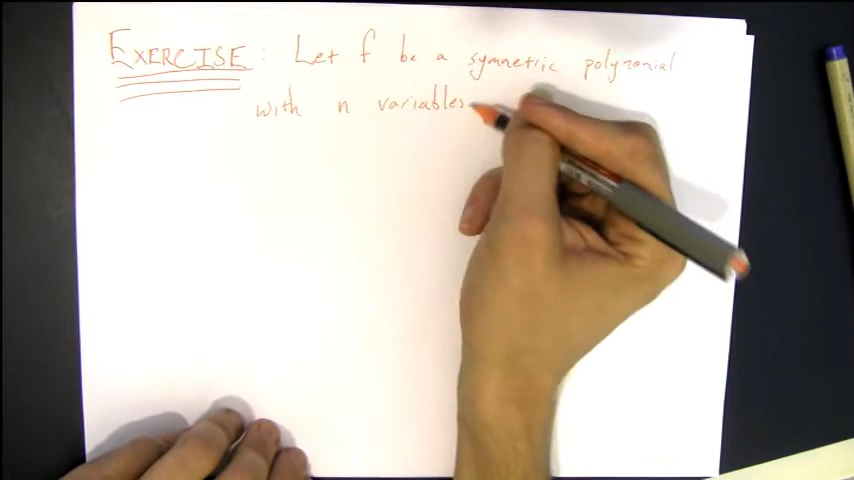 EXERCISE: Let f be a symmetric polynomial
with n variables